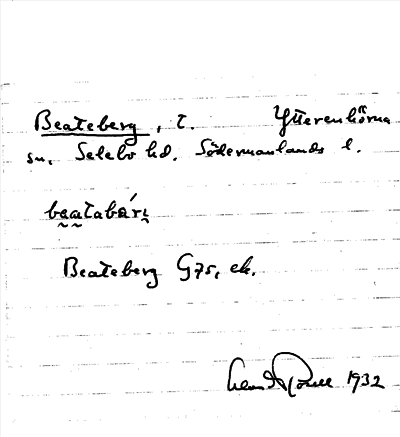 Beateberg, t. Ytterenhörna
sn. Selebo hd. Södermanlands l.
beatabärj
Beateberg G75, ek.
1932